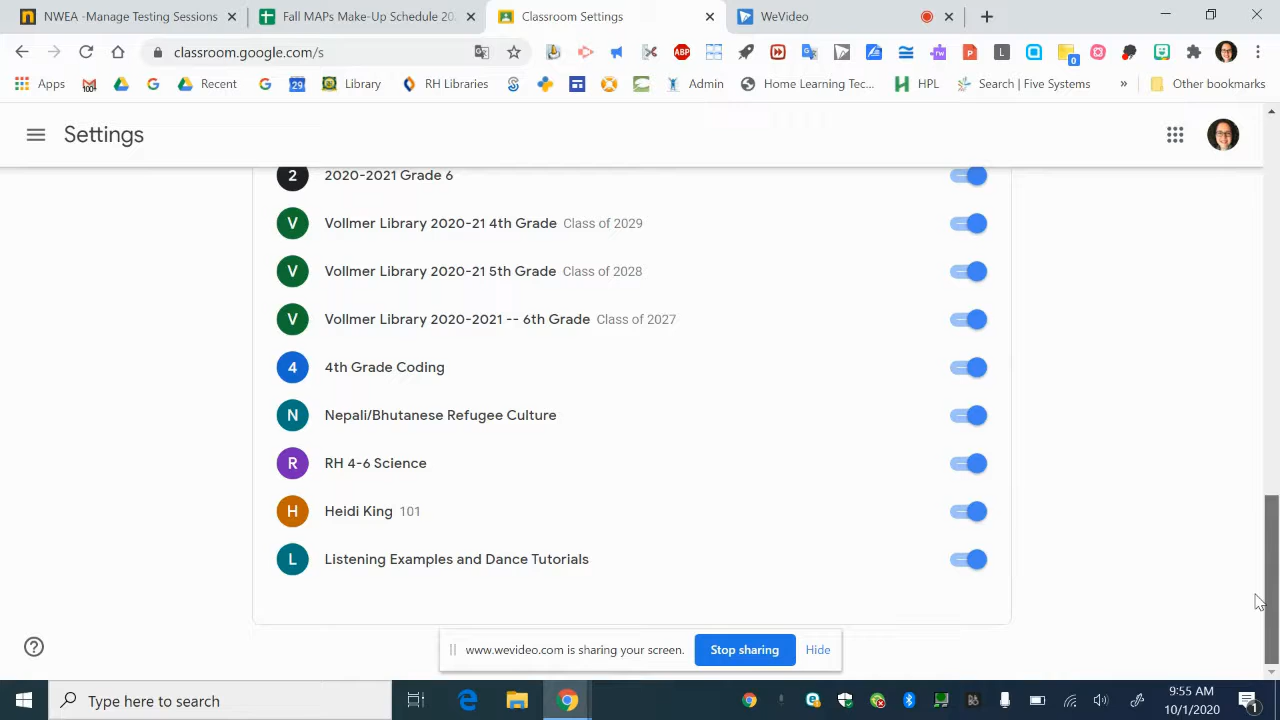 NWEA -Manage Testing Sessions
Fall MAPs Make-Up Schedule 20
Classroom Settings
WeVideo
classroom.google.com/s
Apps
Recent
Library
RH Libraries
Admin
Home Learning Tec...
HPL
Search | Five Systems
»
Other bookmarks
Settings
2 2020-2021 Grade 6
V Vollmer Library 2020-21 4th Grade Class of 2029
V Vollmer Library 2020-21 5th Grade Class of 2028
V Vollmer Library 2020-2021 -- 6th Grade Class of 2027
4 4th Grade Coding
N Nepali/Bhutanese Refugee Culture
R RH 4-6 Science
H Heidi King 101
L Listening Examples and Dance Tutorials
www.wevideo.com is sharing your screen. Stop sharing Hide
Type here to search
9:55 AM
10/1/2020